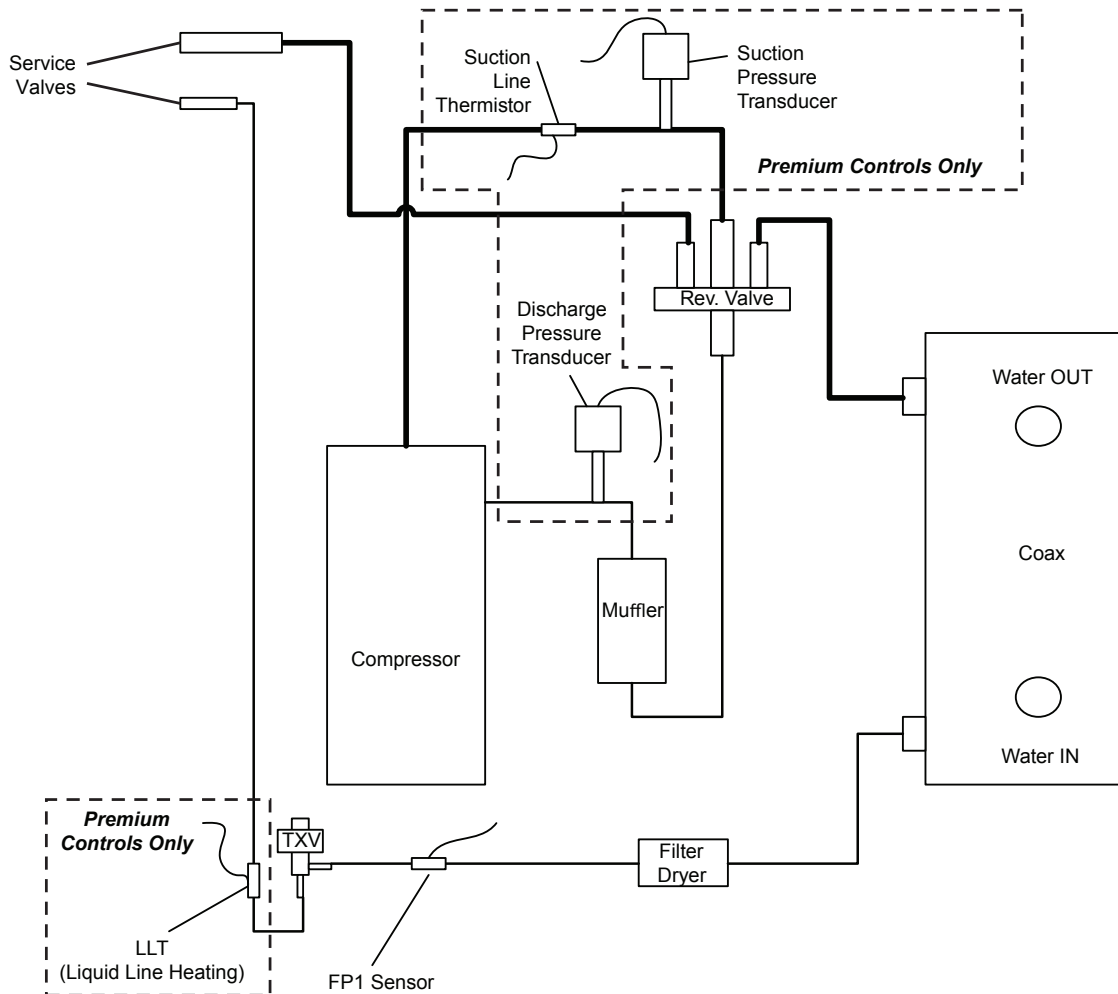 Service
Valves
Suction
Line
Thermistor
Suction
Pressure
Transducer
Premium Controls Only
Rev. Valve
Discharge
Pressure
Transducer
Water OUT
Coax
Water IN
Muffler
Compressor
Premium
Controls Only
TXV
Filter
Dryer
LLT
(Liquid Line Heating)
FP1 Sensor